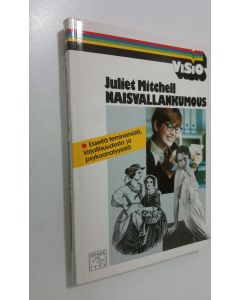 VISIO
Juliet Mitchell
NAISVALLANKUMOUS
• Esseitä feminismistä,
kirjallisuudesta ja
psykoanalyysistä